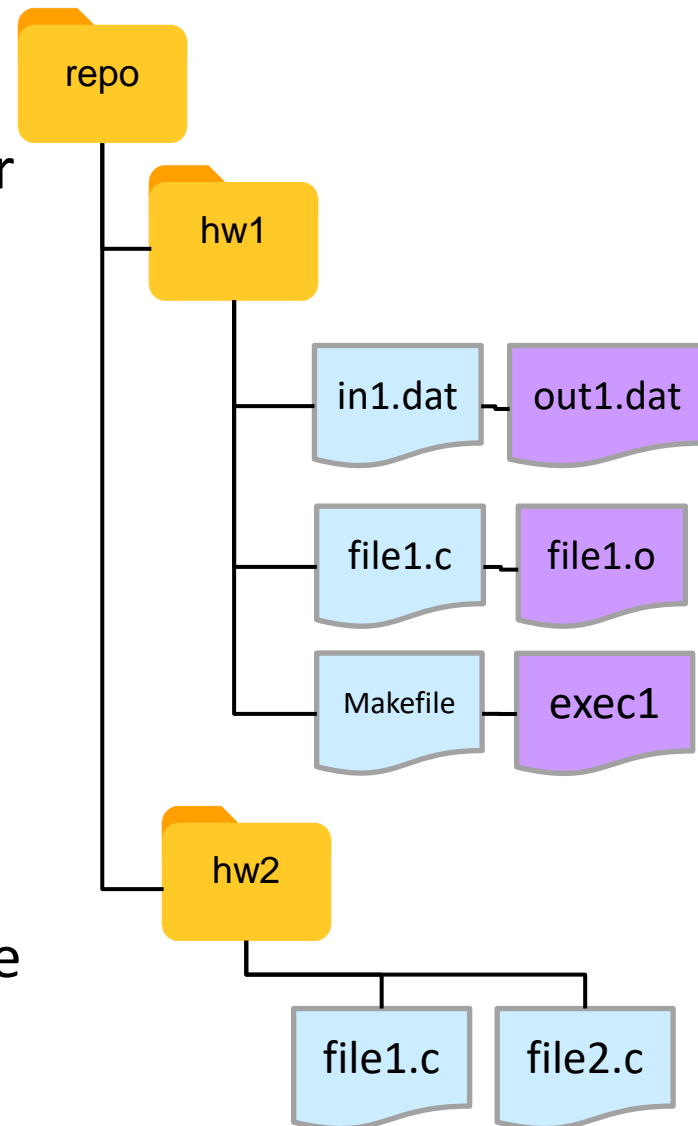 repo
r
hw1
in1.dat out1.dat
file1.c file1.o
Makefile exec1
hw2
e
file1.c file2.c